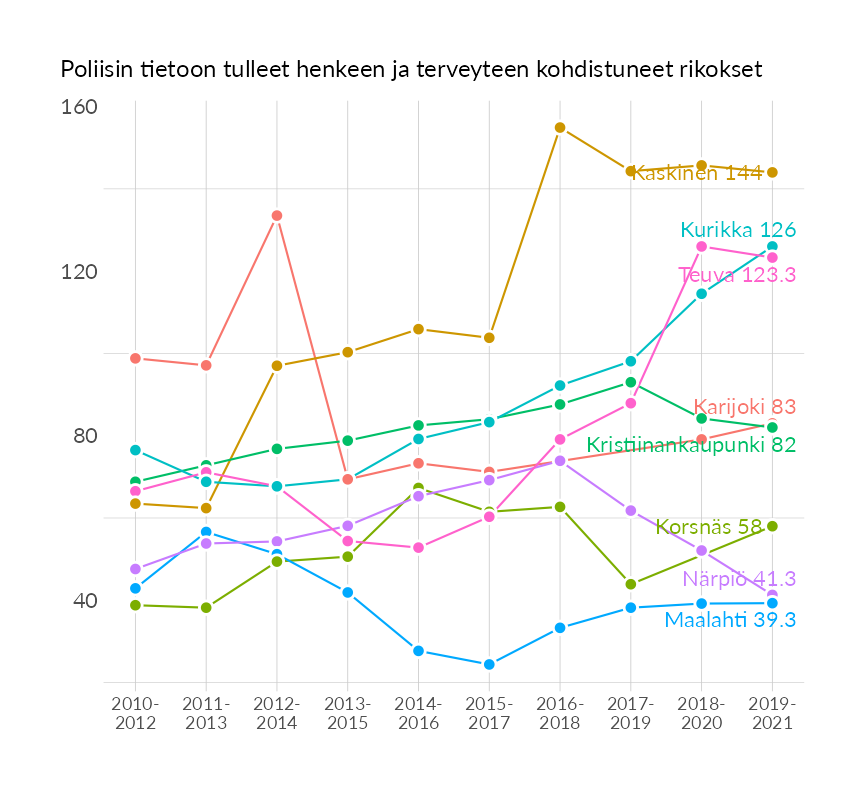 Poliisin tietoon tulleet henkeen ja terveyteen kohdistuneet rikokset
160
Kaskinen 144
Kurikka 126
120
Teuva 123.3
Karijoki 83
80
Kristiinankaupunki 82
Korsnäs 58
Närpiö 41.3
40
Maalahti 39.3
2010- 2011- 2012- 2013- 2014- 2015- 2016- 2017- 2018- 2019-
2012 2013 2014 2015 2016 2017 2018 2019 2020 2021